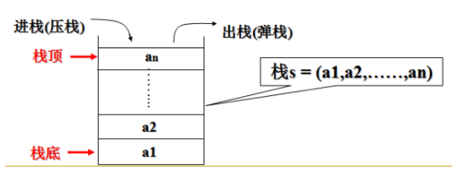 进栈(压栈)
出栈(弹栈)
栈顶
an
栈s = (a1,a2,……,an)
a2
栈底
a1